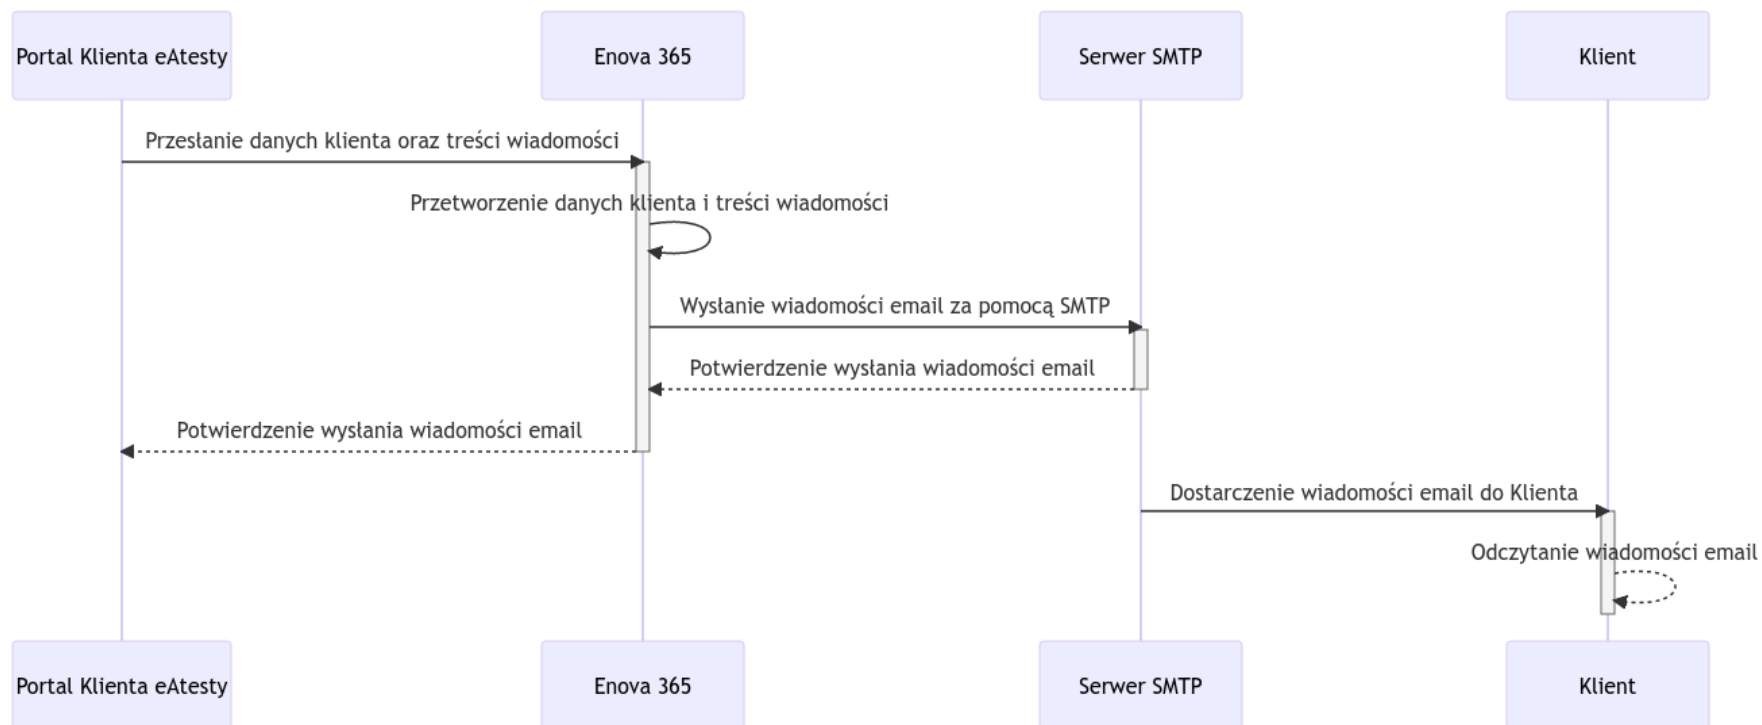 Portal Klienta eAtesty
Enova 365
Serwer SMTP
Klient
Przesłanie danych klienta oraz treści wiadomości
Przetworzenie danych klienta i treści wiadomości
Wysłanie wiadomości email za pomocą SMTP
Potwierdzenie wysłania wiadomości email
Potwierdzenie wysłania wiadomości email
Dostarczenie wiadomości email do Klienta
Odczytanie wiadomości email
Portal Klienta eAtesty
Enova 365
Serwer SMTP
Klient